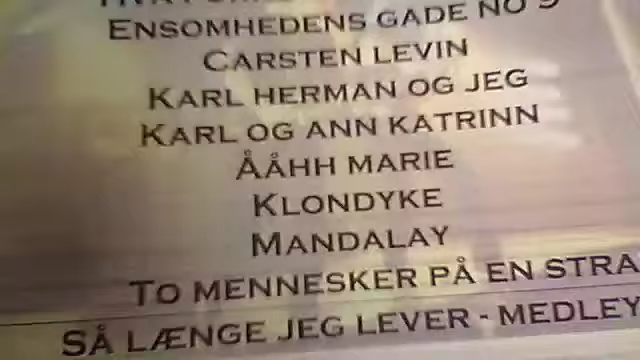 ENSOMHEDENS GADE NO 9
CARSTEN LEVIN
KARL HERMAN OG JEG
KARL OG ANN KATRINN
ÅÅHH MARIE
KLONDYKE
MANDALAY
TO MENNESKER PÅ EN STRA
SÅ LÆNGE JEG LEVER - MEDLEY